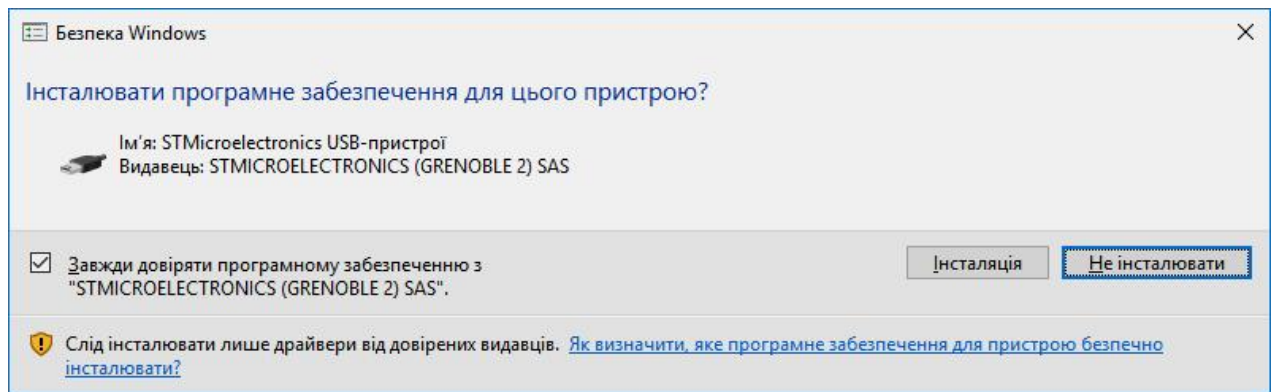 Безпека Windows
Інсталювати програмне забезпечення для цього пристрою?
Ім'я: STMicroelectronics USB-пристрої
Видавець: STMICROELECTRONICS (GRENOBLE 2) SAS
Завжди довіряти програмному забезпеченню з
"STMICROELECTRONICS (GRENOBLE 2) SAS".
Інсталяція
Не інсталювати
Слід інсталювати лише драйвери від довірених видавців. Як визначити, яке програмне забезпечення для пристрою безпечно
інсталювати?